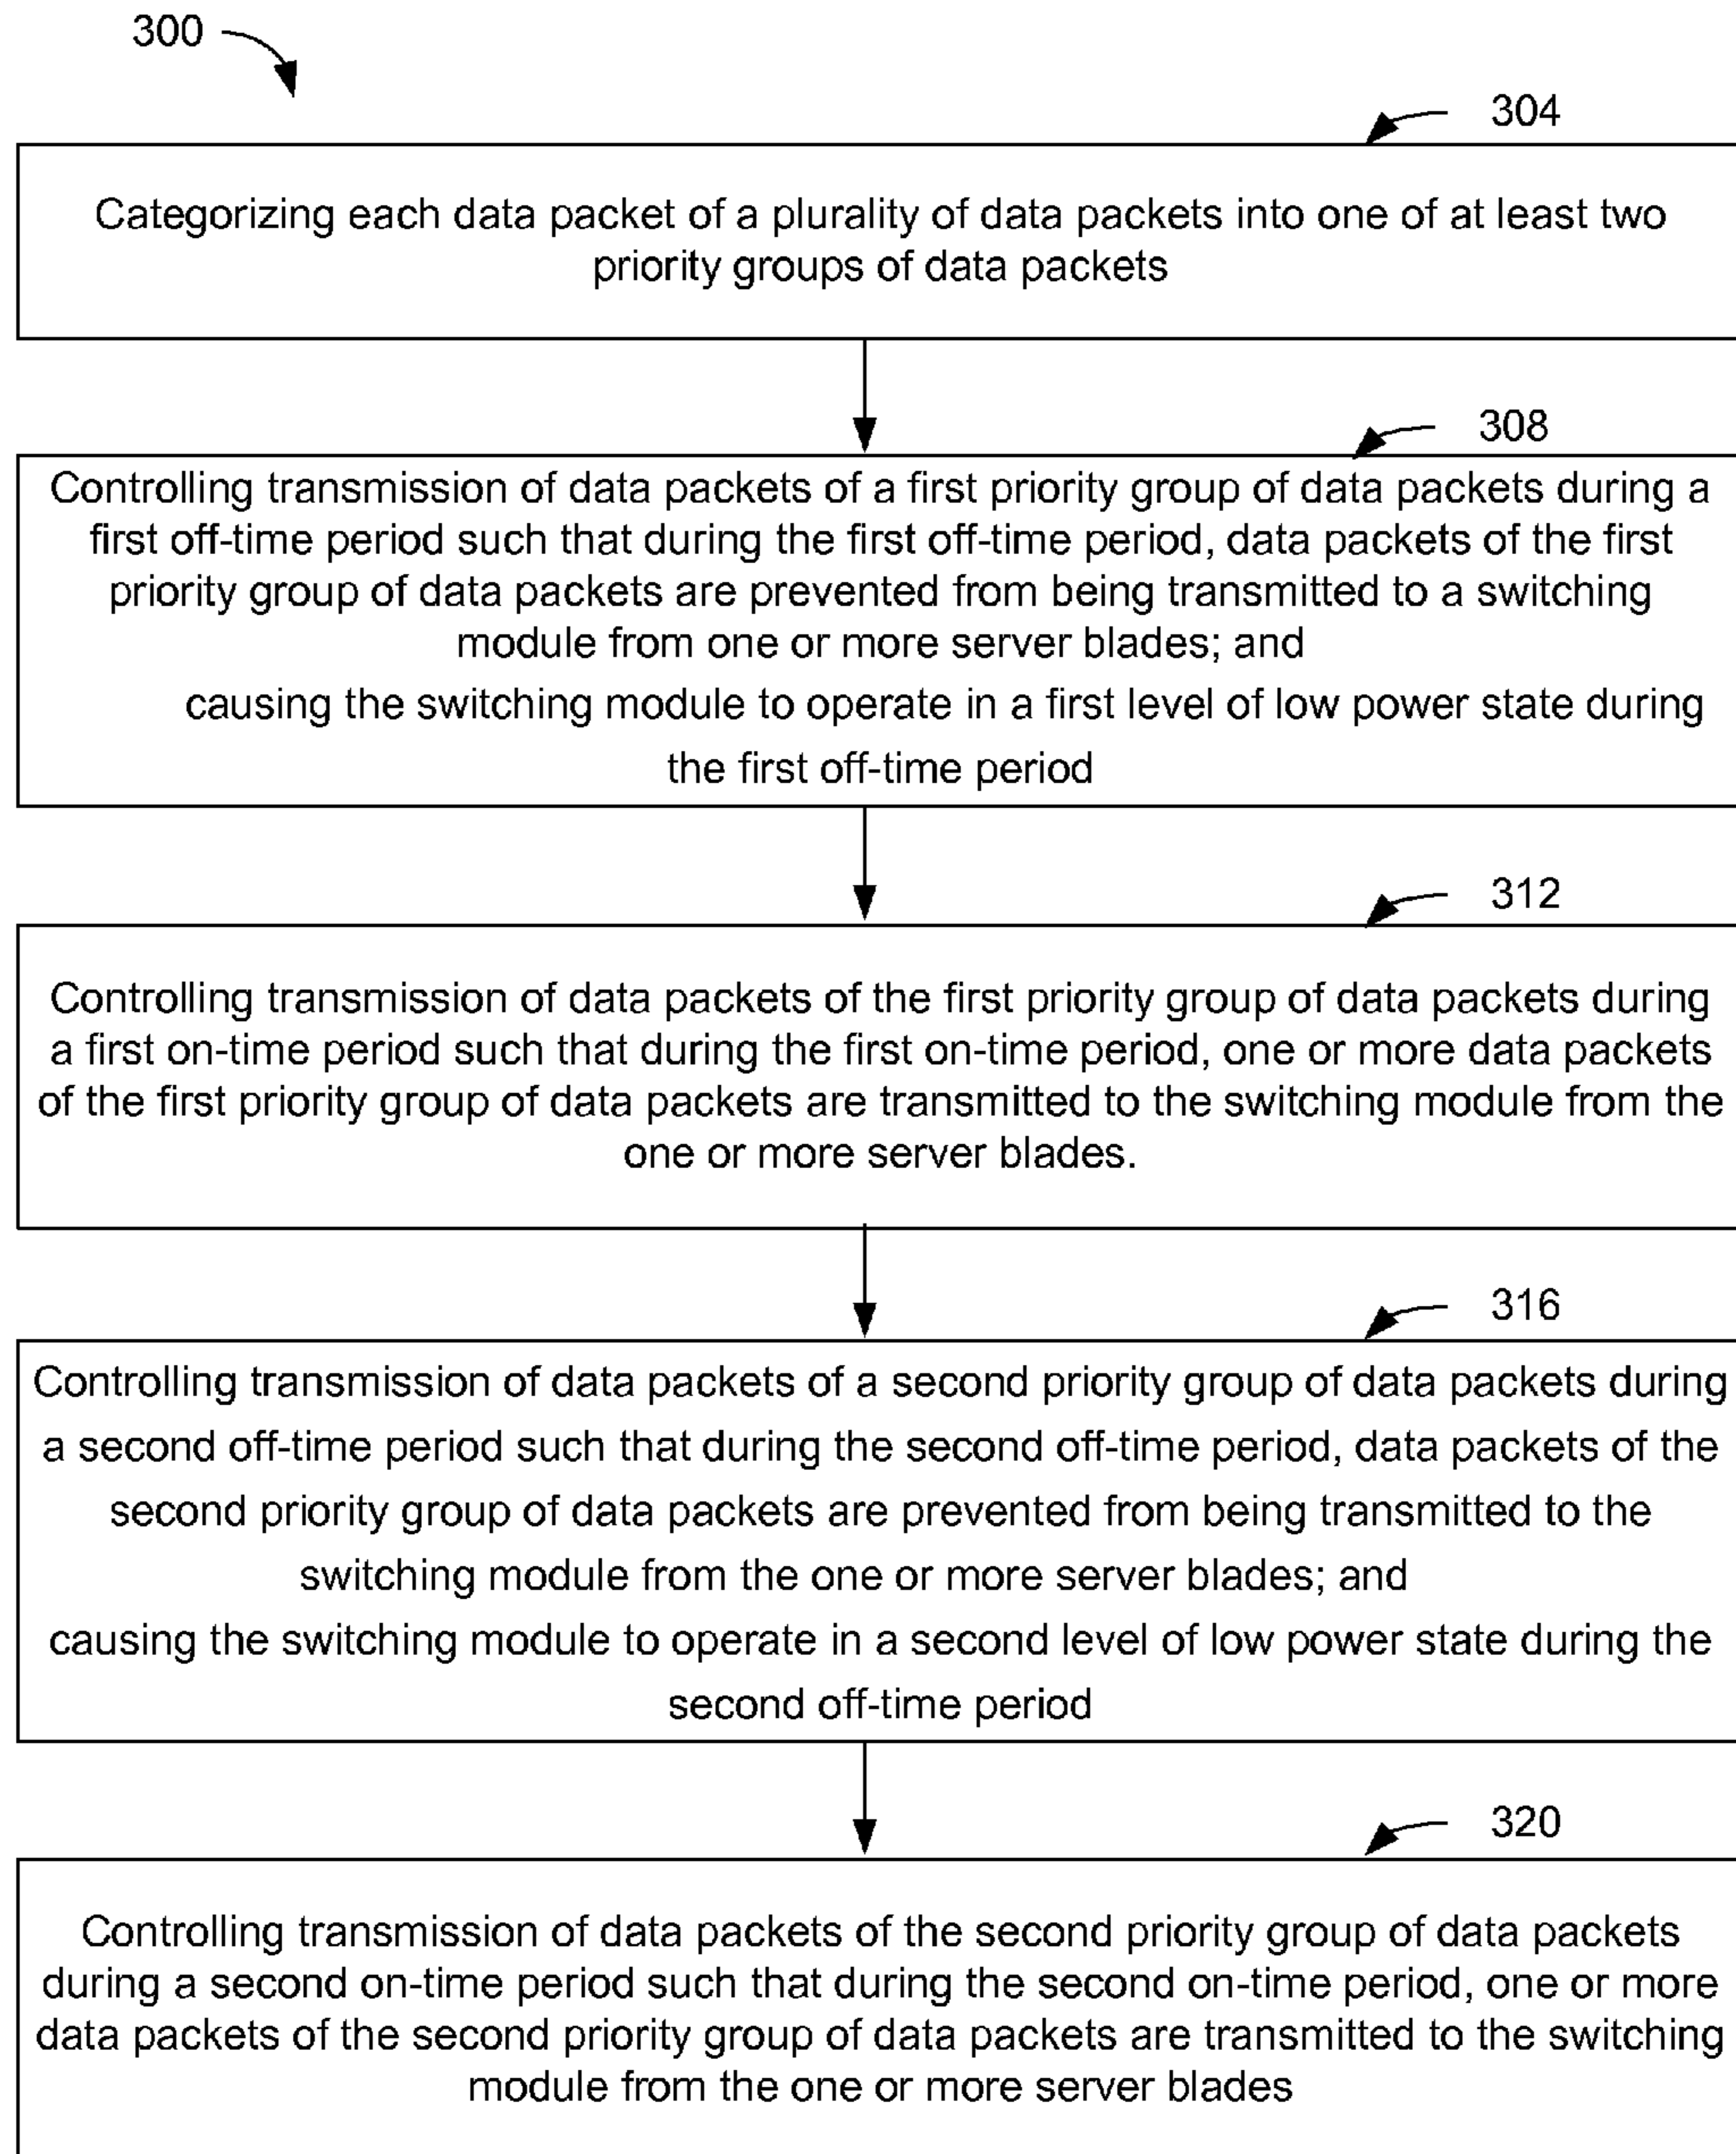 300
304
Categorizing each data packet of a plurality of data packets into one of at least two
priority groups of data packets
308
Controlling transmission of data packets of a first priority group of data packets during a
first off-time period such that during the first off-time period, data packets of the first
priority group of data packets are prevented from being transmitted to a switching
module from one or more server blades; and
causing the switching module to operate in a first level of low power state during
the first off-time period
312
Controlling transmission of data packets of the first priority group of data packets during
a first on-time period such that during the first on-time period, one or more data packets
of the first priority group of data packets are transmitted to the switching module from the
one or more server blades.
316
Controlling transmission of data packets of a second priority group of data packets during
a second off-time period such that during the second off-time period, data packets of the
second priority group of data packets are prevented from being transmitted to the
switching module from the one or more server blades; and
causing the switching module to operate in a second level of low power state during the
second off-time period
320
Controlling transmission of data packets of the second priority group of data packets
during a second on-time period such that during the second on-time period, one or more
data packets of the second priority group of data packets are transmitted to the switching
module from the one or more server blades